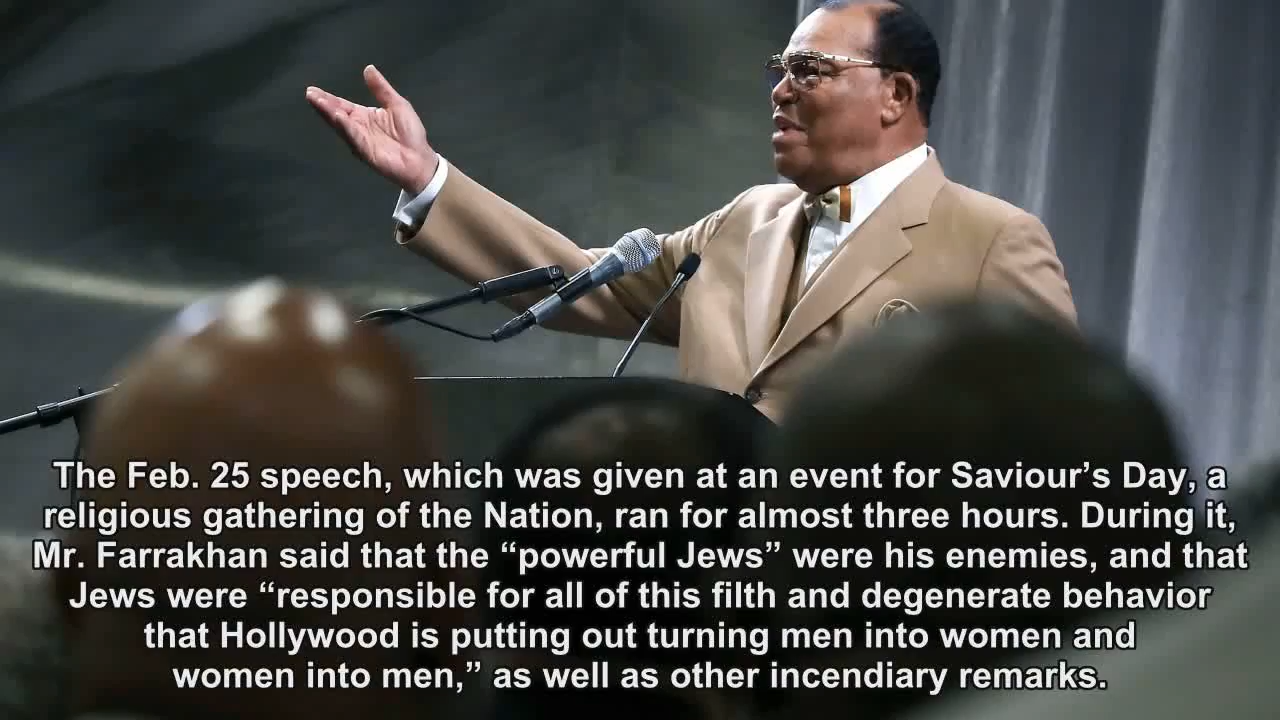 The Feb. 25 speech, which was given at an event for Saviour’s Day, a
religious gathering of the Nation, ran for almost three hours. During it,
Mr. Farrakhan said that the “powerful Jews” were his enemies, and that
Jews were “responsible for all of this filth and degenerate behavior
that Hollywood is putting out turning men into women and
women into men,” as well as other incendiary remarks.